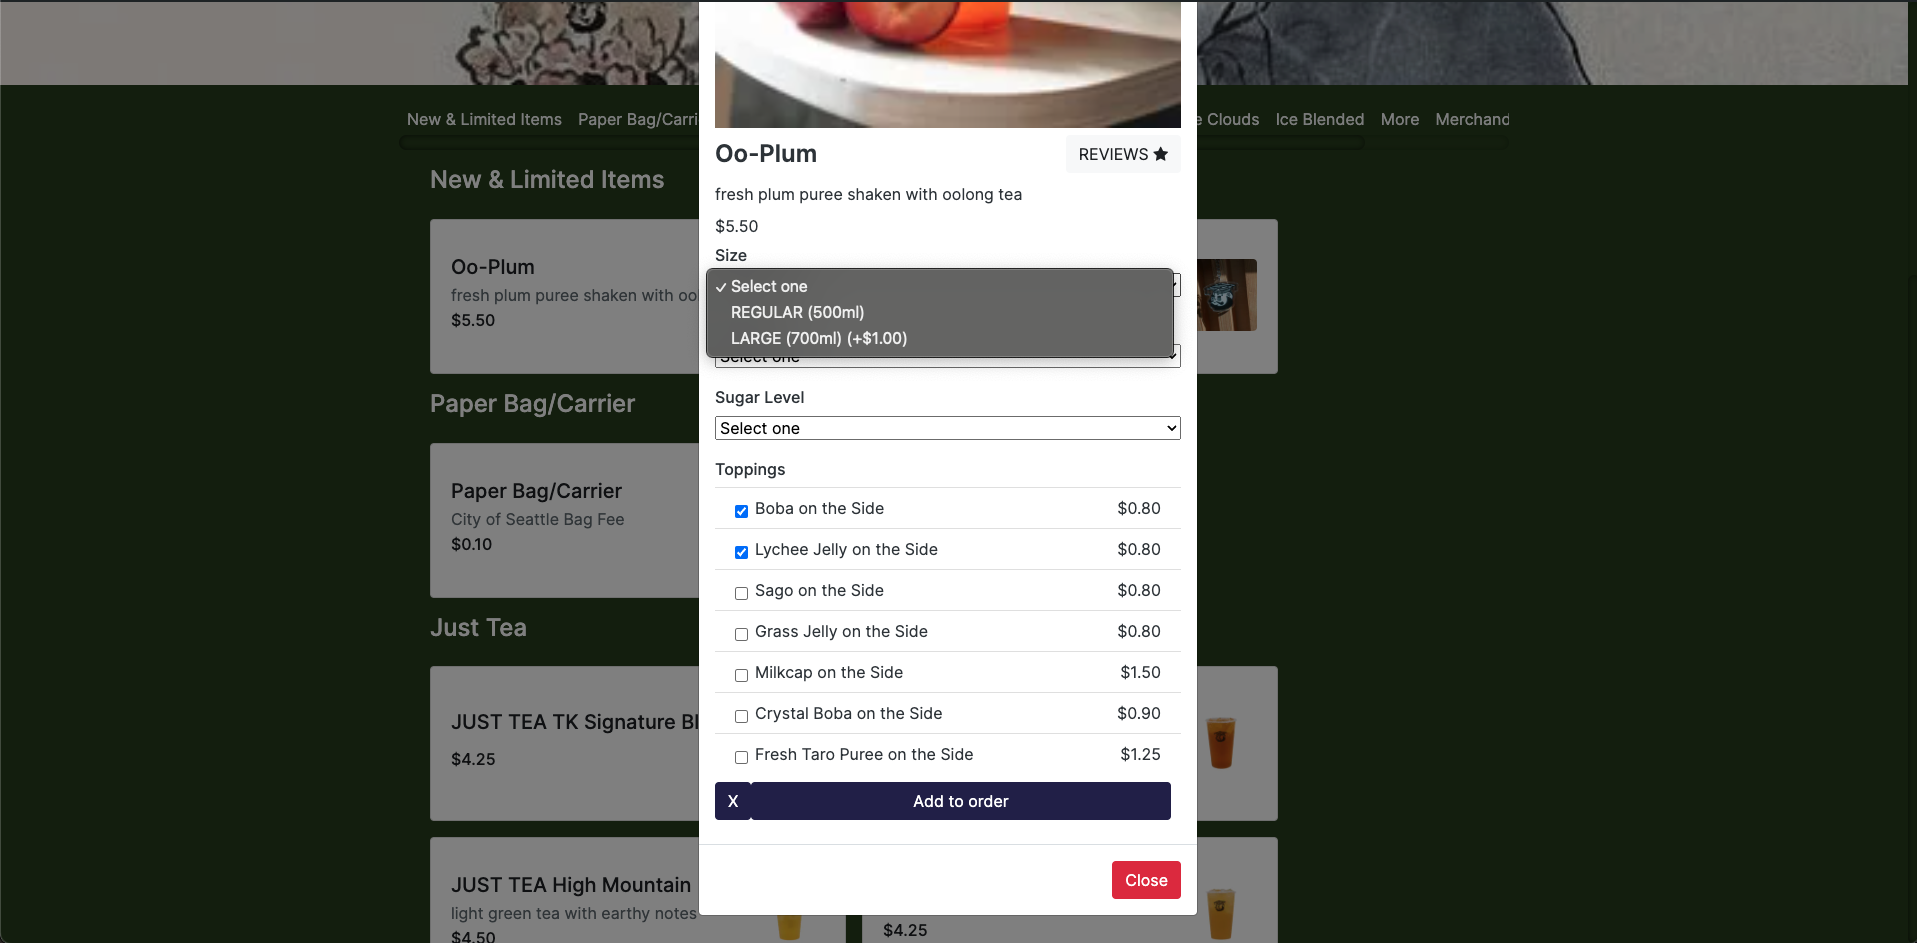 New & Limited Items Paper Bag/Carri e Clouds Ice Blended More Merchand
Oo-Plum
REVIEWS
fresh plum puree shaken with oolong tea
$5.50
Size
Select one
REGULAR (500ml)
LARGE (700ml) (+$1.00)
Select one
Sugar Level
Select one
Toppings
Boba on the Side $0.80
Lychee Jelly on the Side $0.80
Sago on the Side $0.80
Grass Jelly on the Side $0.80
Milkcap on the Side $1.50
Crystal Boba on the Side $0.90
Fresh Taro Puree on the Side $1.25
X Add to order
Close
New & Limited Items
Oo-Plum
fresh plum puree shaken with oo
$5.50
Paper Bag/Carrier
Paper Bag/Carrier
City of Seattle Bag Fee
$0.10
Just Tea
JUST TEA TK Signature Bl
$4.25
JUST TEA High Mountain
light green tea with earthy notes
$4.50
$4.25